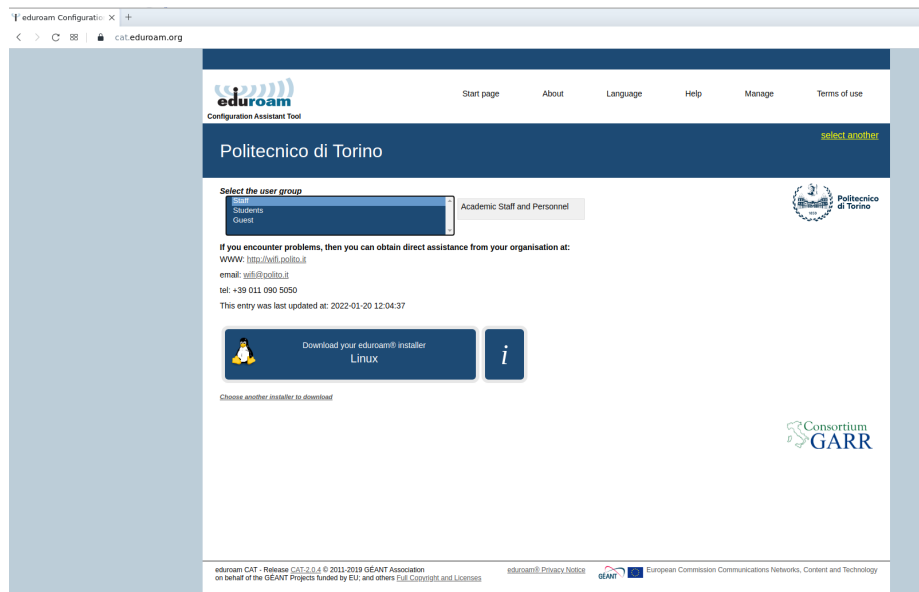 eduroam Configuratio
cat.eduroam.org
eduroam
Configuration Assistant Tool
Start page About Language Help Manage Terms of use
Politecnico di Torino
select another
Select the user group
Staff
Students
Guest
Academic Staff and Personnel
Politecnico
di Torino
If you encounter problems, then you can obtain direct assistance from your organisation at:
WWW: http://wifi.polito.it
email: wifi@polito.it
tel: +39 011 090 5050
This entry was last updated at: 2022-01-20 12:04:37
Download your eduroam® installer
Linux
i
Choose another installer to download
Consortium
GARR
eduroam CAT - Release CAT-2.0.4 © 2011-2019 GÉANT Association
on behalf of the GÉANT Projects funded by EU; and others Full Copyright and Licenses
eduroam® Privacy Notice
GÉANT
European Commission Communications Networks, Content and Technology